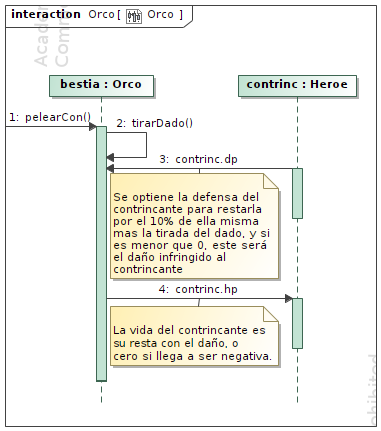 interaction Orco[ Orco ]
bestia : Orco
contrinc : Heroe
1: pelearCon()
2: tirarDado()
3: contrinc.dp
Se optiene la defensa del
contrincante para restarla
por el 10% de ella misma
mas la tirada del dado, y si
es menor que 0, este será
el daño infringido al
contrincante
4: contrinc.hp
La vida del contrincante es
su resta con el daño, o
cero si llega a ser negativa.